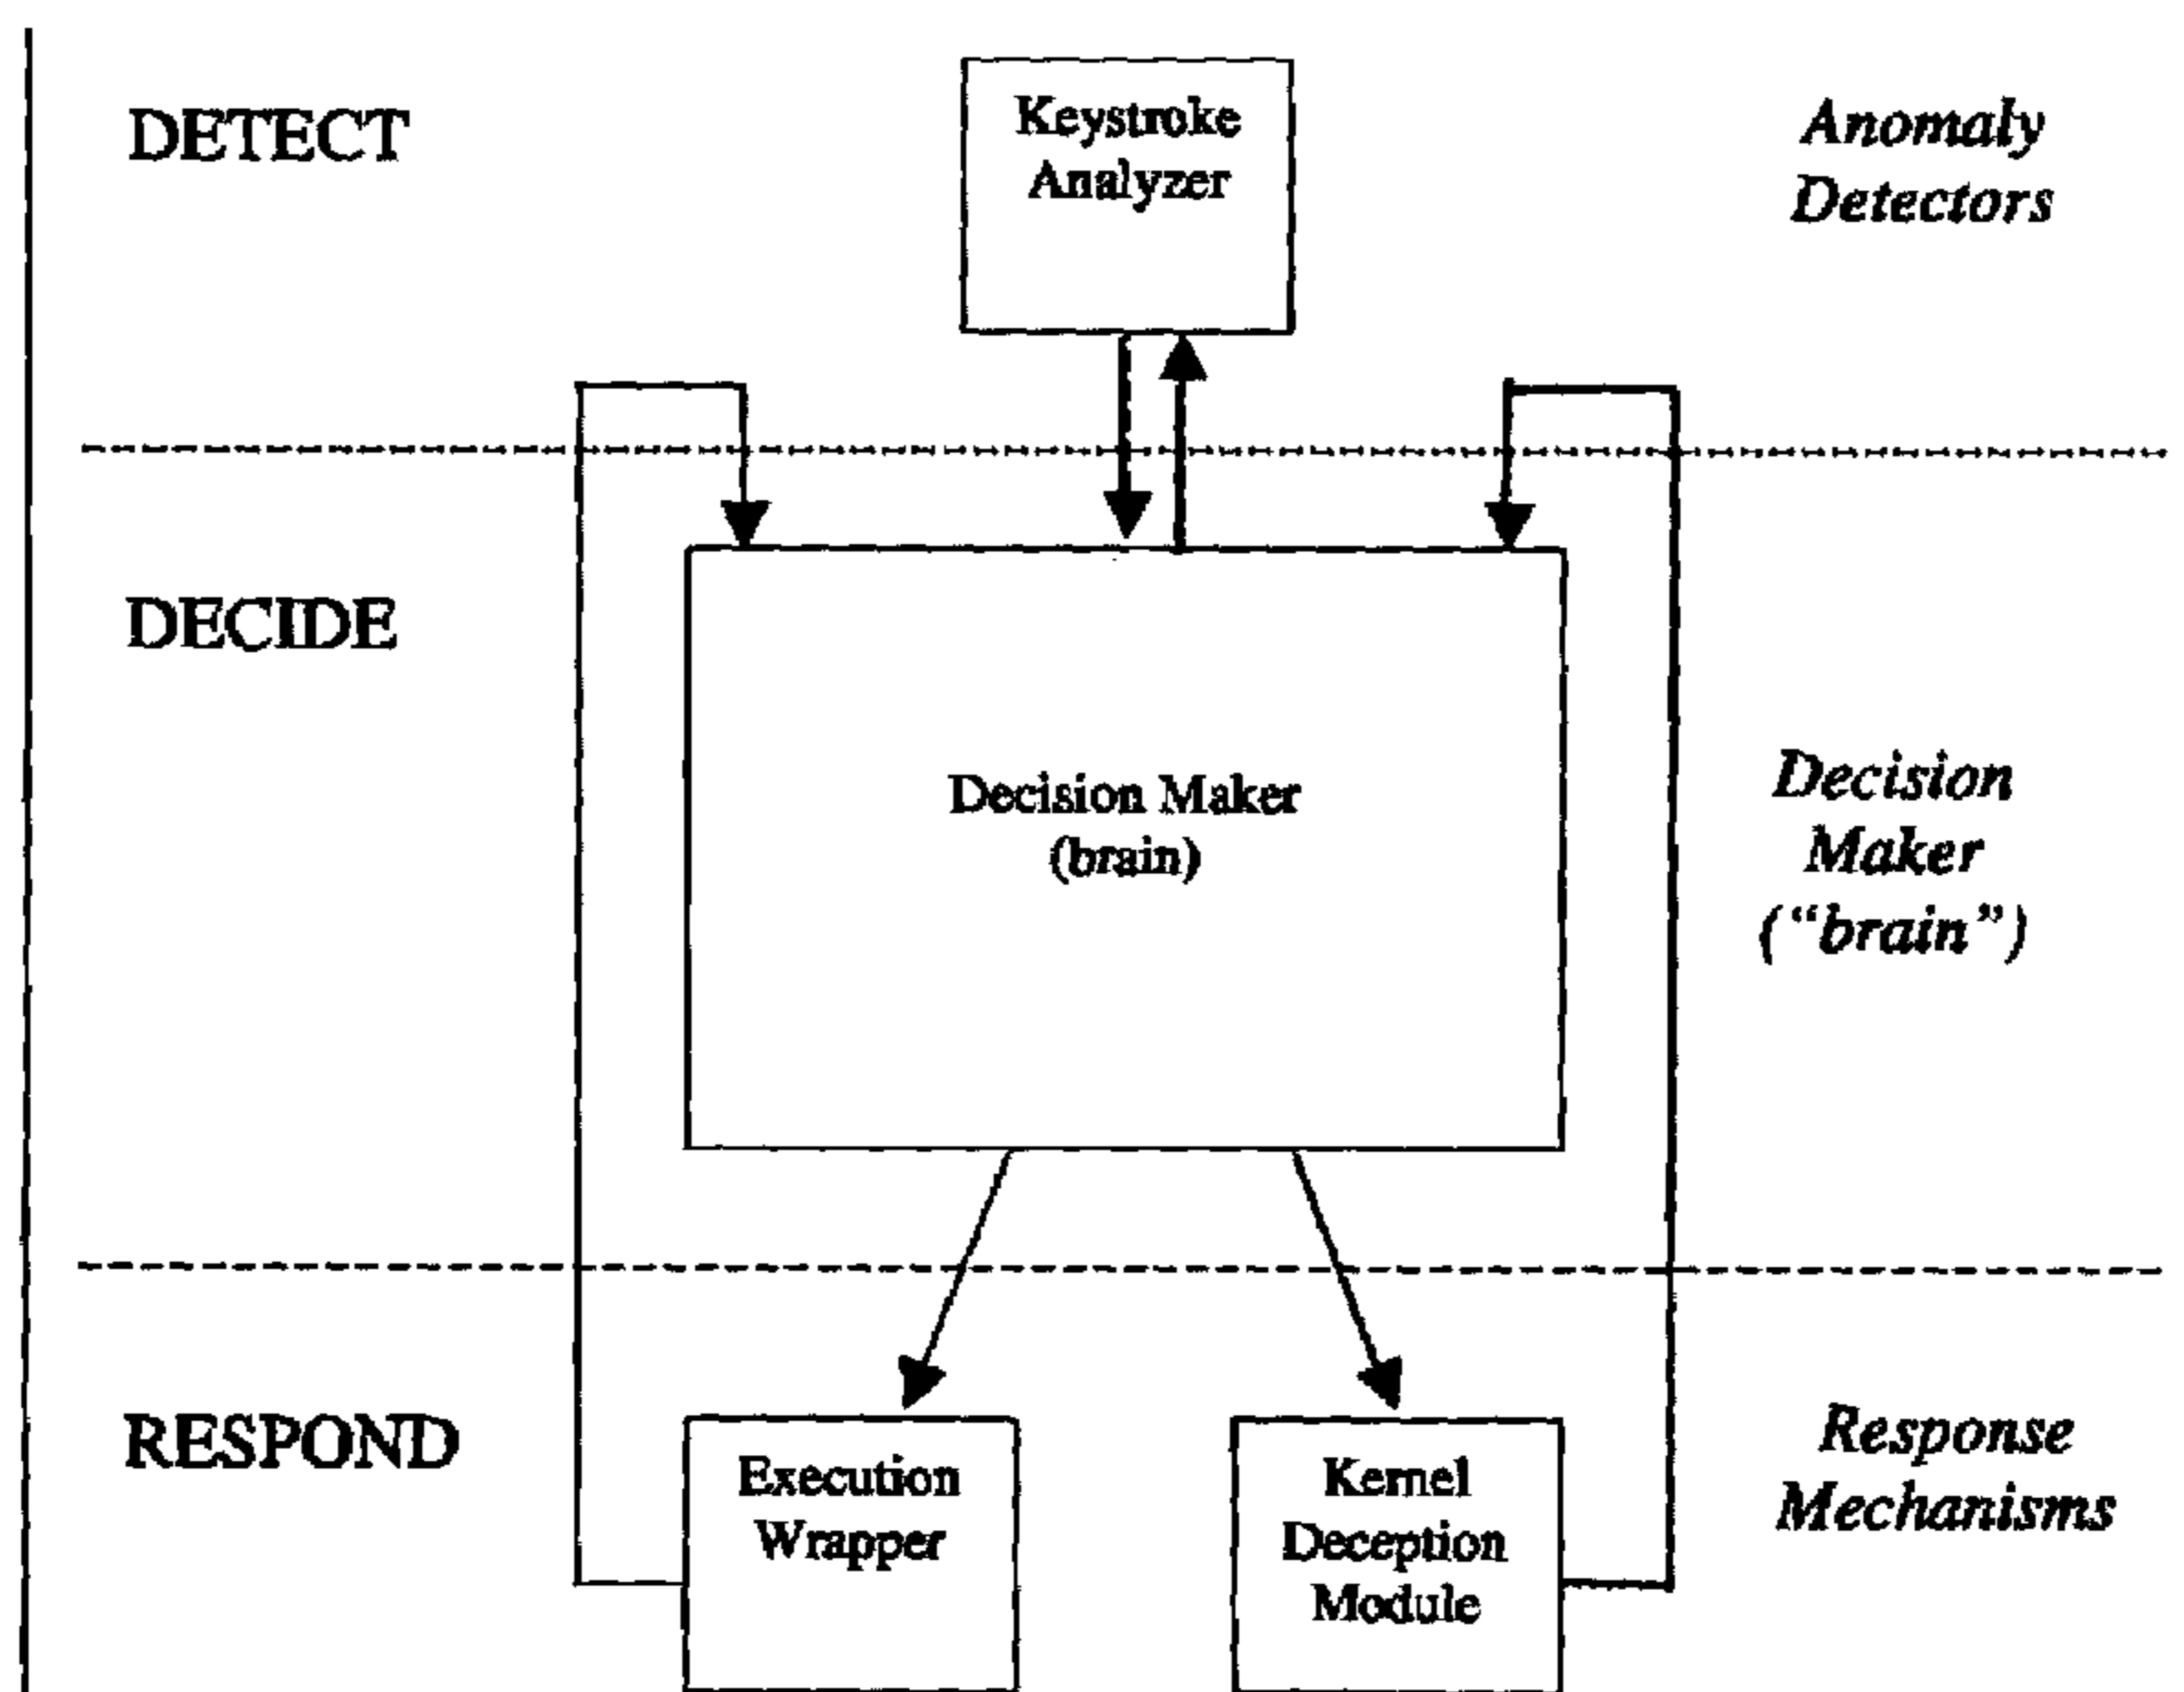 DETECT
Keystroke
Analyzer
Anomaly
Detectors
DECIDE
Decision Maker
(brain)
Decision
Maker
(“brain”)
RESPOND
Execution
Wrapper
Kernel
Deception
Module
Response
Mechanisms